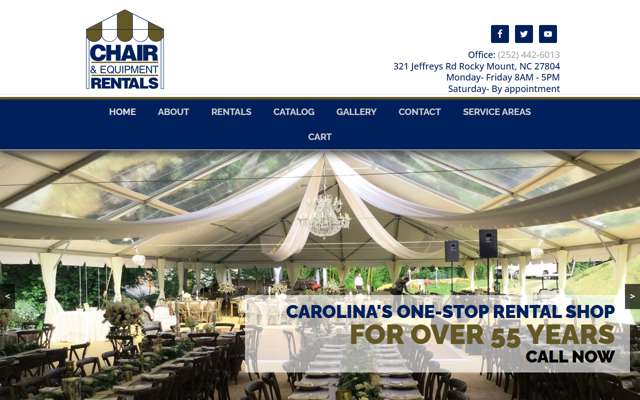 CHAIR
& EQUIPMENT
RENTALS
Office: (252) 442-6013
321 Jeffreys Rd Rocky Mount, NC 27804
Monday- Friday 8AM - 5PM
Saturday- By appointment
HOME ABOUT RENTALS CATALOG GALLERY CONTACT SERVICE AREAS
CART
< >
CAROLINA'S ONE-STOP RENTAL SHOP
FOR OVER 55 YEARS
CALL NOW